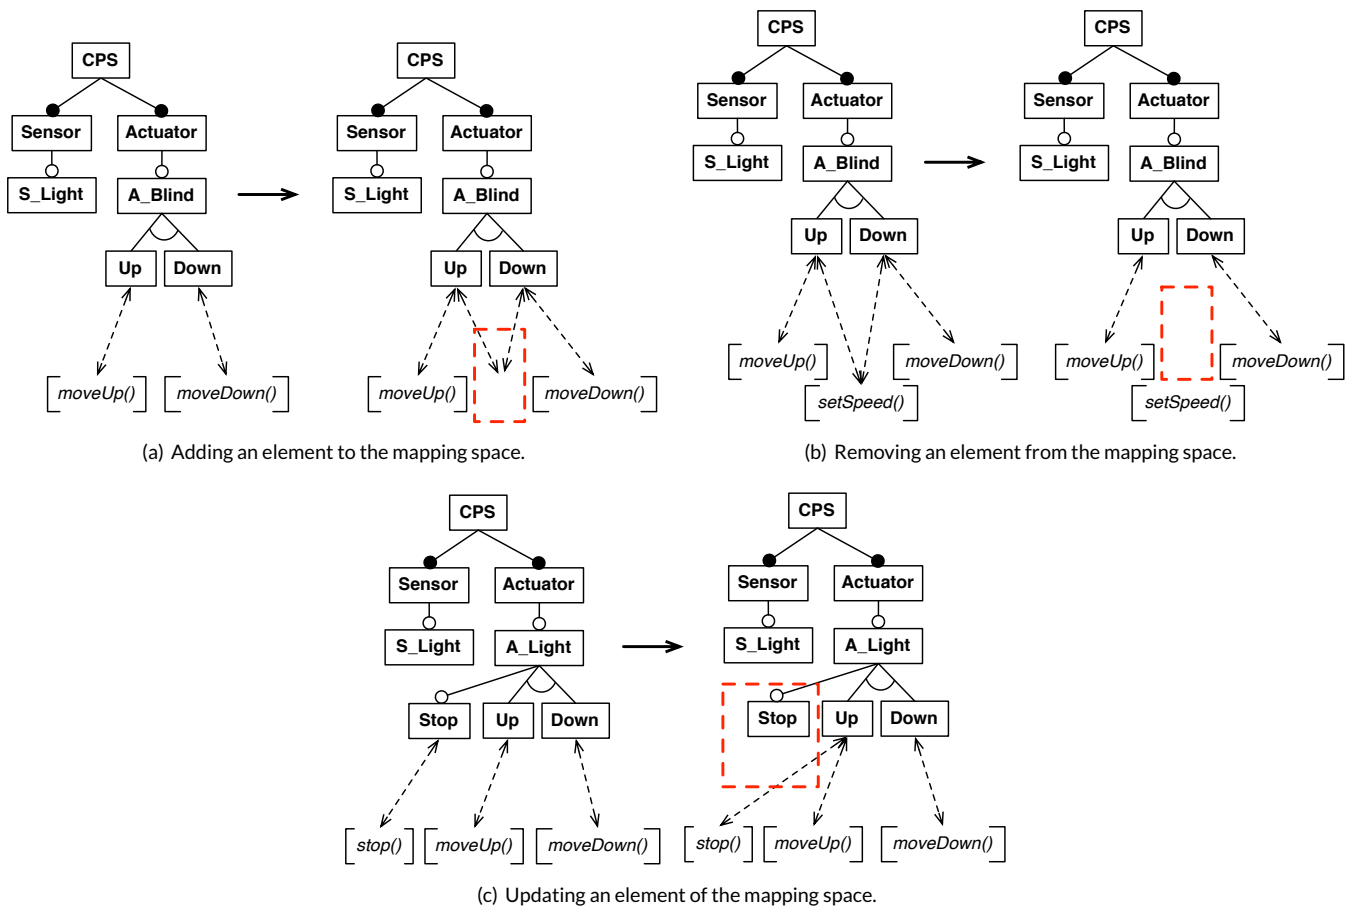 CPS
CPS
Sensor Actuator
Sensor Actuator
S_Light A_Blind
S_Light A_Blind
Up Down
Up Down
moveUp() moveDown()
moveUp() moveDown()
(a) Adding an element to the mapping space.
CPS
CPS
Sensor Actuator
Sensor Actuator
S_Light A_Blind
S_Light A_Blind
Up Down
Up Down
moveUp() moveDown()
moveUp() moveDown()
setSpeed()
setSpeed()
(b) Removing an element from the mapping space.
CPS
CPS
Sensor Actuator
Sensor Actuator
S_Light A_Light
S_Light A_Light
Stop Up Down
Stop Up Down
stop() moveUp() moveDown()
stop() moveUp() moveDown()
(c) Updating an element of the mapping space.